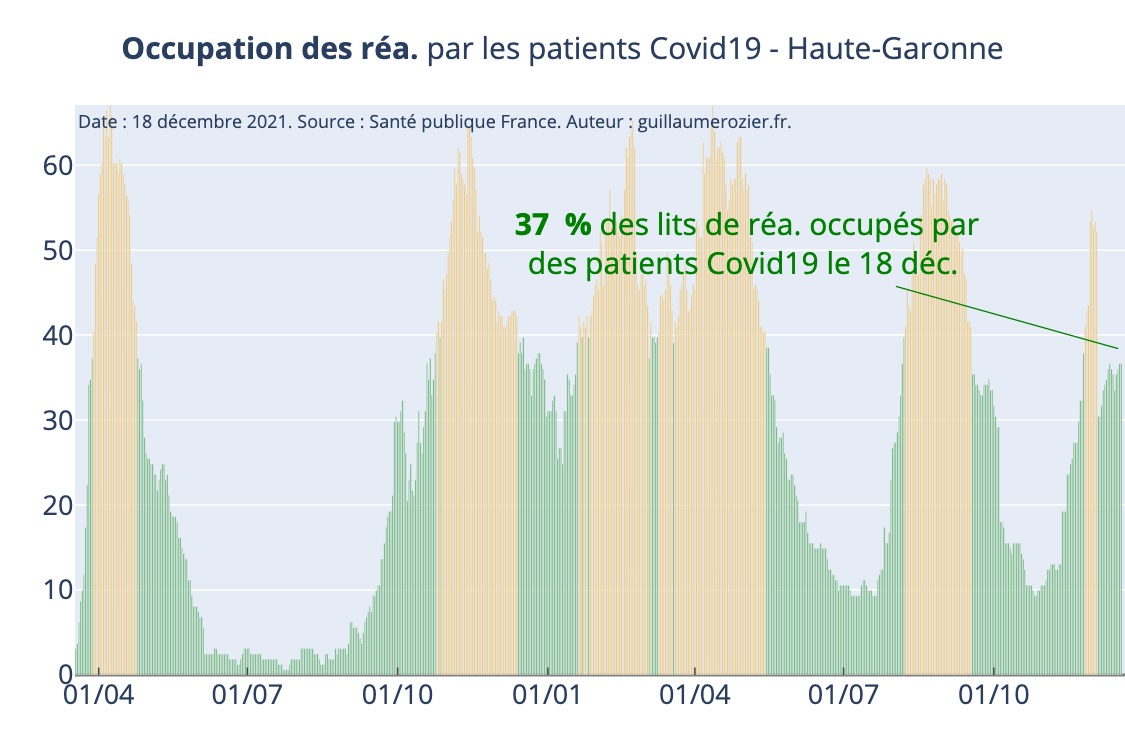 Occupation des réa. par les patients Covid19 - Haute-Garonne
Date : 18 décembre 2021. Source : Santé publique France. Auteur : guillaumerozier.fr.
60
37 % des lits de réa. occupés par
50
des patients Covid19 le 18 déc.
40
30
20
10
0
01/04 01/07 01/10 01/01 01/04 01/07 01/10